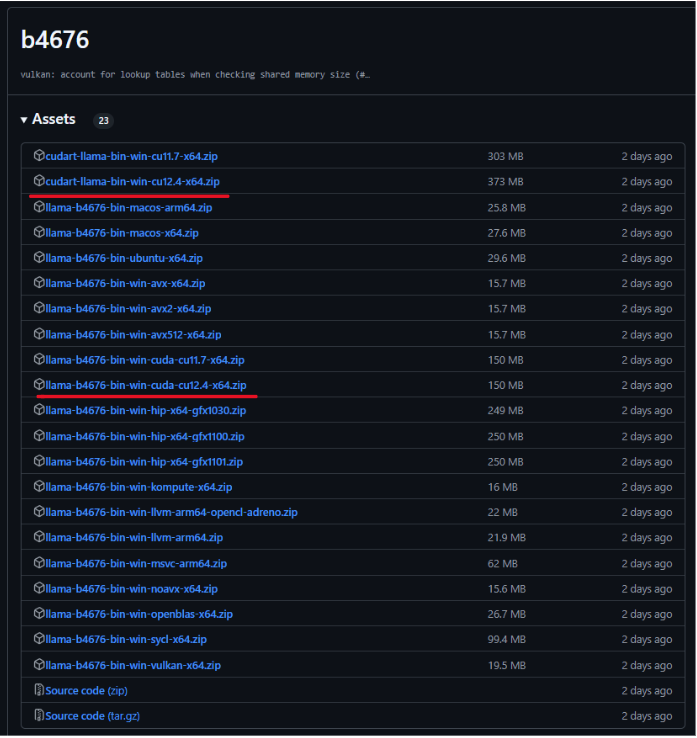 b4676
vulkan: account for lookup tables when checking shared memory size (#…
Assets 23
cudart-llama-bin-win-cu11.7-x64.zip 303 MB 2 days ago
cudart-llama-bin-win-cu12.4-x64.zip 373 MB 2 days ago
llama-b4676-bin-macos-arm64.zip 25.8 MB 2 days ago
llama-b4676-bin-macos-x64.zip 27.6 MB 2 days ago
llama-b4676-bin-ubuntu-x64.zip 29.6 MB 2 days ago
llama-b4676-bin-win-avx-x64.zip 15.7 MB 2 days ago
llama-b4676-bin-win-avx2-x64.zip 15.7 MB 2 days ago
llama-b4676-bin-win-avx512-x64.zip 15.7 MB 2 days ago
llama-b4676-bin-win-cuda-cu11.7-x64.zip 150 MB 2 days ago
llama-b4676-bin-win-cuda-cu12.4-x64.zip 150 MB 2 days ago
llama-b4676-bin-win-hip-x64-gfx1030.zip 249 MB 2 days ago
llama-b4676-bin-win-hip-x64-gfx1100.zip 250 MB 2 days ago
llama-b4676-bin-win-hip-x64-gfx1101.zip 250 MB 2 days ago
llama-b4676-bin-win-kompute-x64.zip 16 MB 2 days ago
llama-b4676-bin-win-llvm-arm64-opencl-adreno.zip 22 MB 2 days ago
llama-b4676-bin-win-llvm-arm64.zip 21.9 MB 2 days ago
llama-b4676-bin-win-msvc-arm64.zip 62 MB 2 days ago
llama-b4676-bin-win-noavx-x64.zip 15.6 MB 2 days ago
llama-b4676-bin-win-openblas-x64.zip 26.7 MB 2 days ago
llama-b4676-bin-win-sycl-x64.zip 99.4 MB 2 days ago
llama-b4676-bin-win-vulkan-x64.zip 19.5 MB 2 days ago
Source code (zip) 2 days ago
Source code (tar.gz) 2 days ago